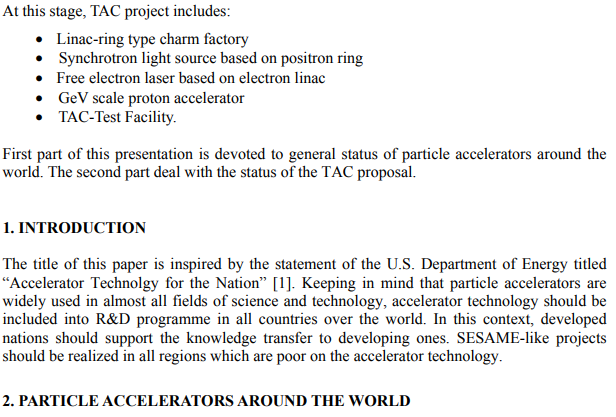 At this stage, TAC project includes:
• Linac-ring type charm factory
• Synchrotron light source based on positron ring
• Free electron laser based on electron linac
• GeV scale proton accelerator
• TAC-Test Facility.
First part of this presentation is devoted to general status of particle accelerators around the
world. The second part deal with the status of the TAC proposal.
1. INTRODUCTION
The title of this paper is inspired by the statement of the U.S. Department of Energy titled
“Accelerator Technolgy for the Nation” [1]. Keeping in mind that particle accelerators are
widely used in almost all fields of science and technology, accelerator technology should be
included into R&D programme in all countries over the world. In this context, developed
nations should support the knowledge transfer to developing ones. SESAME-like projects
should be realized in all regions which are poor on the accelerator technology.
2. PARTICLE ACCELERATORS AROUND THE WORLD